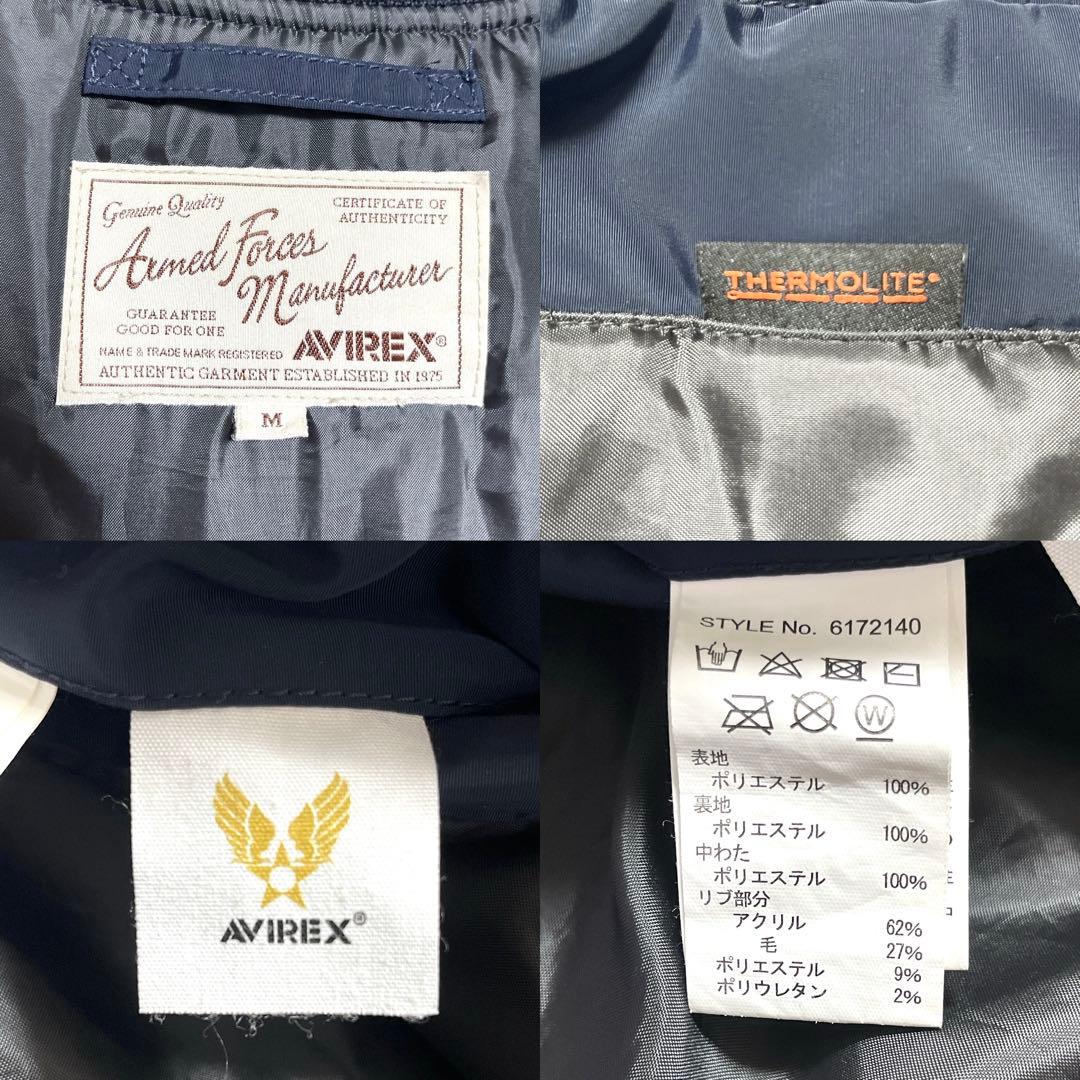 Genuine Quality
CERTIFICATE OF
AUTHENTICITY
Armed Forces
Manufacturer
GUARANTEE
GOOD FOR ONE
NAME & TRADE MARK REGISTERED
AVIREX®
AUTHENTIC GARMENT ESTABLISHED IN 1975
M
THERMOLITE®
AVIREX®
STYLE No. 6172140
W
表地
ポリエステル 100%
裏地
ポリエステル 100%
中わた
ポリエステル 100%
リブ部分
アクリル 62%
毛 27%
ポリエステル 9%
ポリウレタン 2%